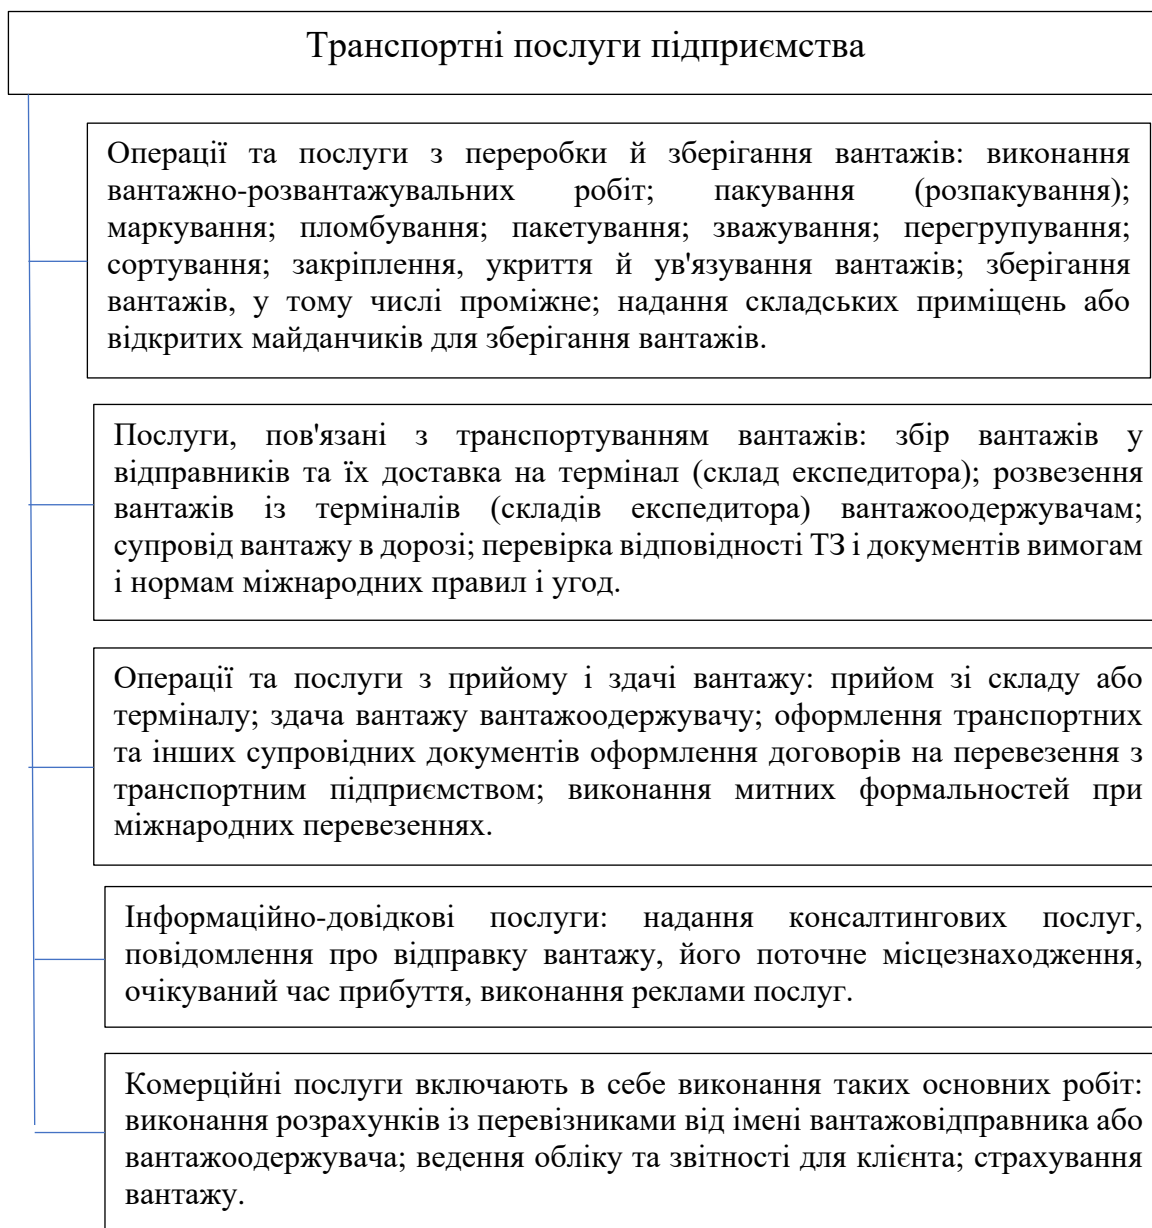 Транспортні послуги підприємства
Операції та послуги з переробки й зберігання вантажів: виконання
вантажно-розвантажувальних робіт; пакування (розпакування);
маркування; пломбування; пакетування; зважування; перегрупування;
сортування; закріплення, укриття й ув'язування вантажів; зберігання
вантажів, у тому числі проміжне; надання складських приміщень або
відкритих майданчиків для зберігання вантажів.
Послуги, пов'язані з транспортуванням вантажів: збір вантажів у
відправників та їх доставка на термінал (склад експедитора); розвезення
вантажів із терміналів (складів експедитора) вантажоодержувачам;
супровід вантажу в дорозі; перевірка відповідності ТЗ і документів вимогам
і нормам міжнародних правил і угод.
Операції та послуги з прийому і здачі вантажу: прийом зі складу або
терміналу; здача вантажу вантажоодержувачу; оформлення транспортних
та інших супровідних документів оформлення договорів на перевезення з
транспортним підприємством; виконання митних формальностей при
міжнародних перевезеннях.
Інформаційно-довідкові послуги: надання консалтингових послуг,
повідомлення про відправку вантажу, його поточне місцезнаходження,
очікуваний час прибуття, виконання реклами послуг.
Комерційні послуги включають в себе виконання таких основних робіт:
виконання розрахунків із перевізниками від імені вантажовідправника або
вантажоодержувача; ведення обліку та звітності для клієнта; страхування
вантажу.